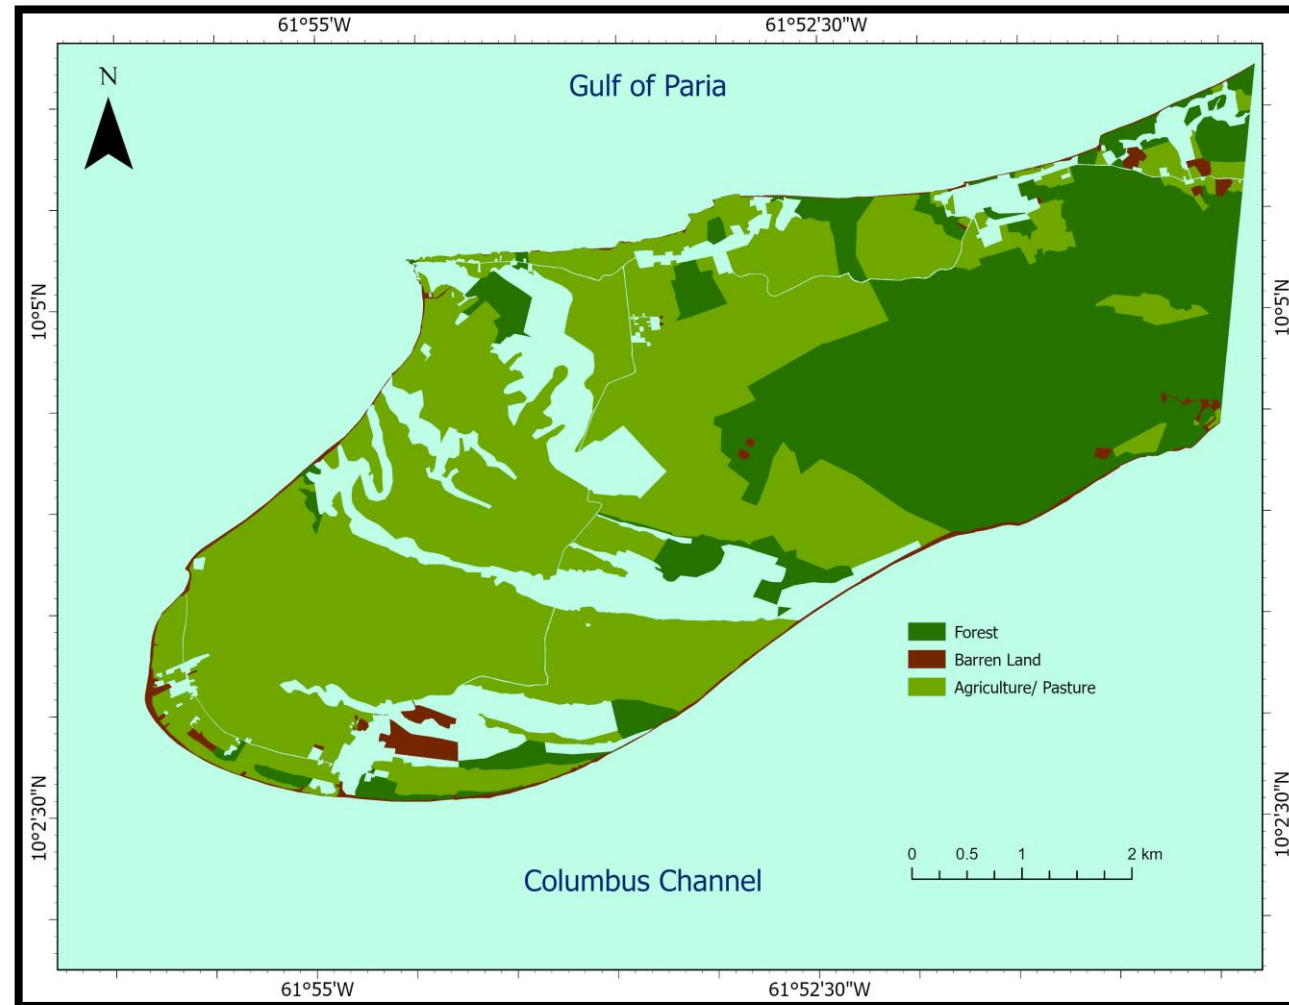 61°55'W
61°52'30"W
Gulf of Paria
N
10°5'N
10°5'N
Forest
Barren Land
Agriculture/ Pasture
10°2'30"N
10°2'30"N
0 0.5 1 2 km
Columbus Channel
61°55'W
61°52'30"W